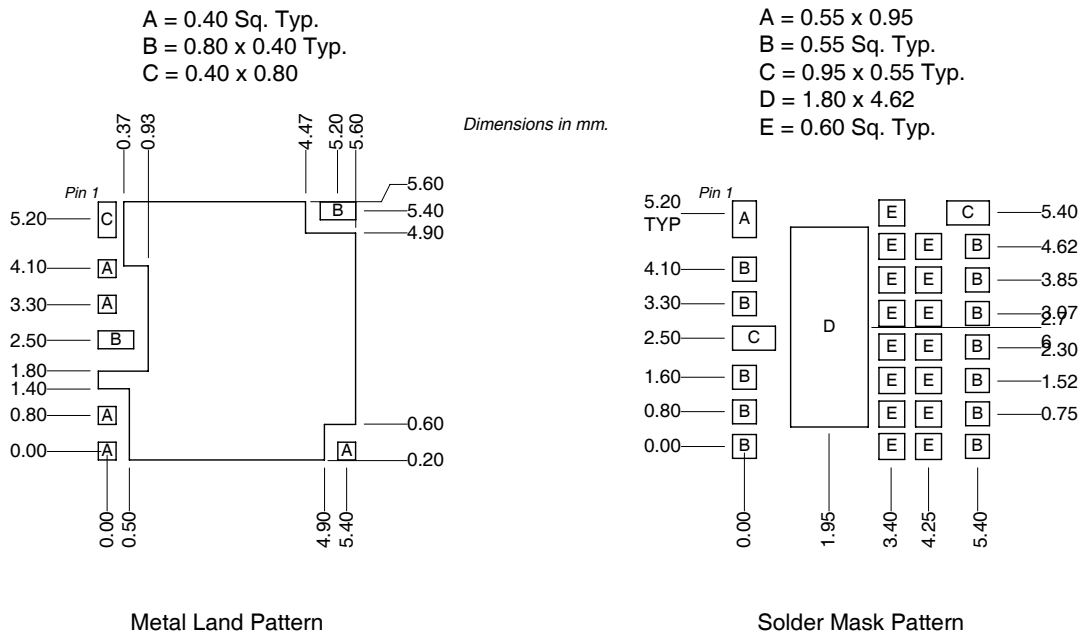 A = 0.40 Sq. Typ.
B = 0.80 x 0.40 Typ.
C = 0.40 x 0.80
0.37
0.93
4.47
5.20
5.60
Dimensions in mm.
Pin 1
5.20
4.10
3.30
2.50
1.80
1.40
0.80
0.00
C
A
A
B
A
A
B
A
5.60
5.40
4.90
0.60
0.20
0.00
0.50
4.90
5.40
Metal Land Pattern
A = 0.55 x 0.95
B = 0.55 Sq. Typ.
C = 0.95 x 0.55 Typ.
D = 1.80 x 4.62
E = 0.60 Sq. Typ.
Pin 1
5.20
TYP
4.10
3.30
2.50
1.60
0.80
0.00
A
B
B
C
B
B
B
D
E C
E E B
E E B
E E B
E E B
E E B
E E B
E E B
5.40
4.62
3.85
3.07
2.7
6
2.30
1.52
0.75
0.00
1.95
3.40
4.25
5.40
Solder Mask Pattern